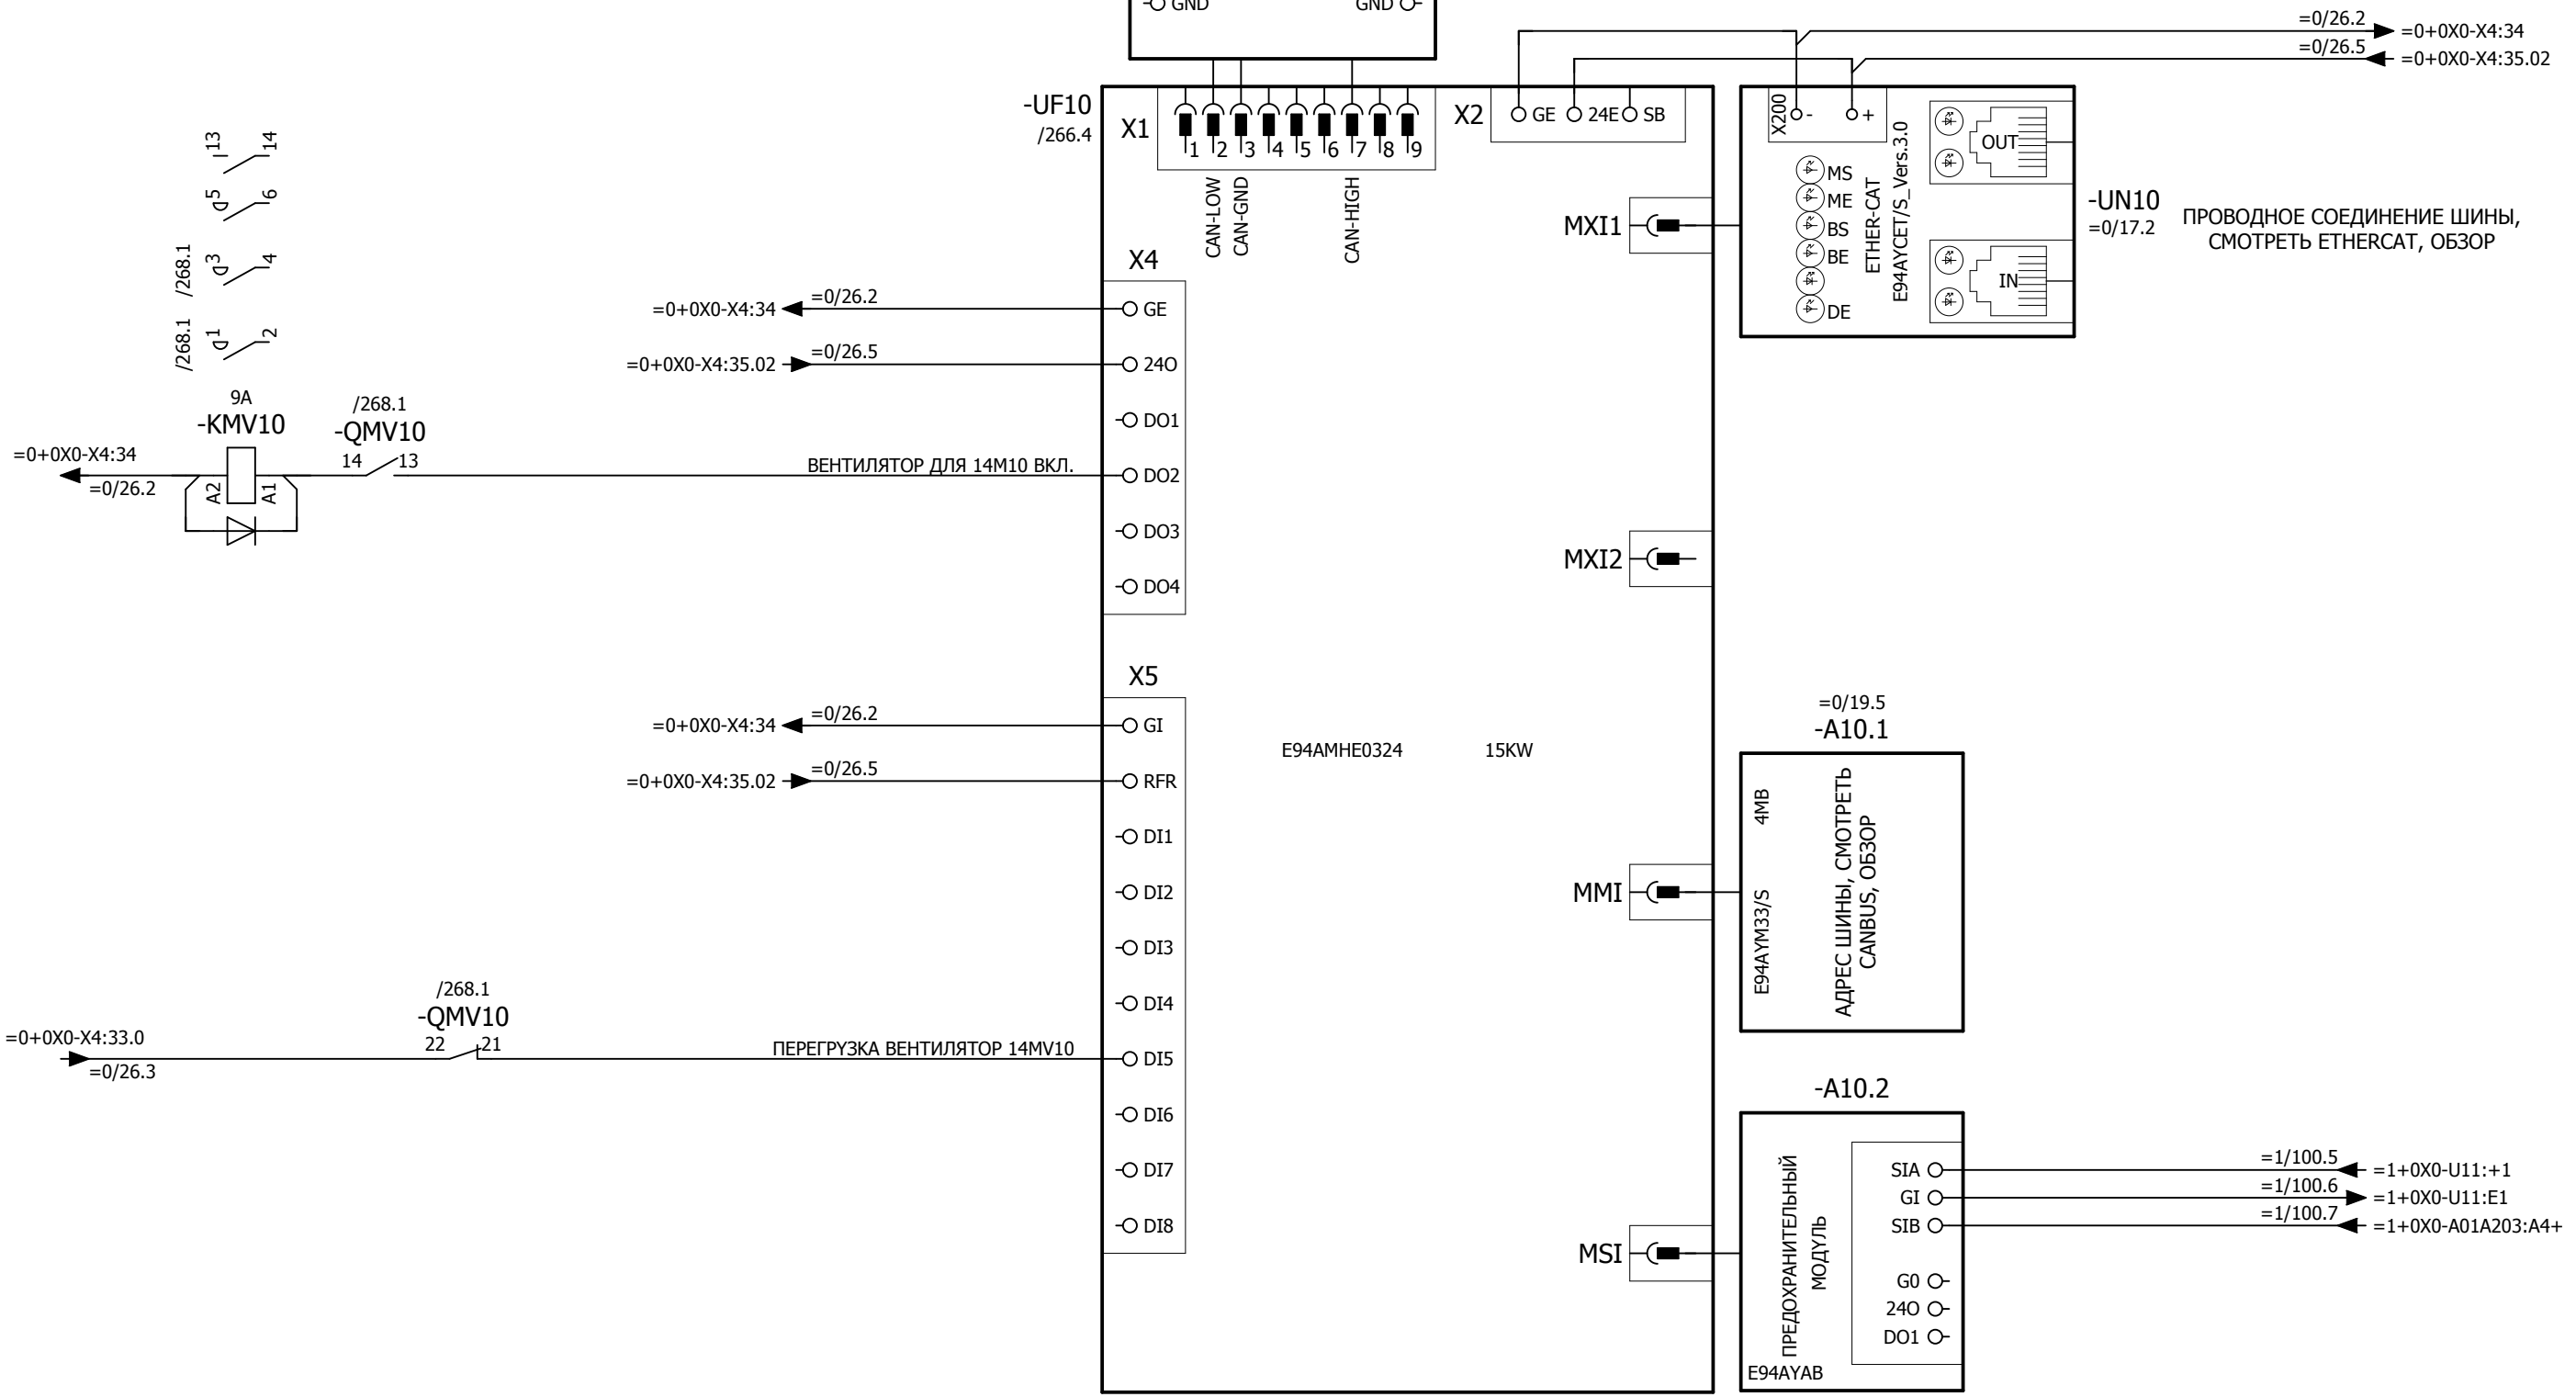 GND GND
=0/26.2
=0+0X0-X4:34
=0/26.5
=0+0X0-X4:35.02
-UF10
/266.4
X1
1 2 3 4 5 6 7 8 9
CAN-LOW
CAN-GND
CAN-HIGH
X2
GE 24E SB
X200
- +
MS
ME
BS
BE
DE
ETHER-CAT
E94AYCET/S_Vers.3.0
OUT
IN
-UN10
=0/17.2
ПРОВОДНОЕ СОЕДИНЕНИЕ ШИНЫ,
СМОТРЕТЬ ETHERCAT, ОБЗОР
13 14
5 6
/268.1 3 4
/268.1 1 2
9A
-KMV10
A2 A1
/268.1
-QMV10
14 13
=0+0X0-X4:34
=0/26.2
ВЕНТИЛЯТОР ДЛЯ 14M10 ВКЛ.
X4
=0+0X0-X4:34 =0/26.2 GE
=0+0X0-X4:35.02 =0/26.5 24O
DO1
DO2
DO3
DO4
MXI1
MXI2
X5
=0+0X0-X4:34 =0/26.2 GI
=0+0X0-X4:35.02 =0/26.5 RFR
DI1
DI2
DI3
DI4
DI5
DI6
DI7
DI8
E94AMHE0324 15KW
/268.1
-QMV10
22 21
=0+0X0-X4:33.0
=0/26.3
ПЕРЕГРУЗКА ВЕНТИЛЯТОР 14MV10
MMI
=0/19.5
-A10.1
4MB
E94AYM33/S
АДРЕС ШИНЫ, СМОТРЕТЬ
CANBUS, ОБЗОР
MSI
-A10.2
ПРЕДОХРАНИТЕЛЬНЫЙ
МОДУЛЬ
E94AYAB
SIA =1/100.5 =1+0X0-U11:+1
GI =1/100.6 =1+0X0-U11:E1
SIB =1/100.7 =1+0X0-A01A203:A4+
G0
24O
DO1